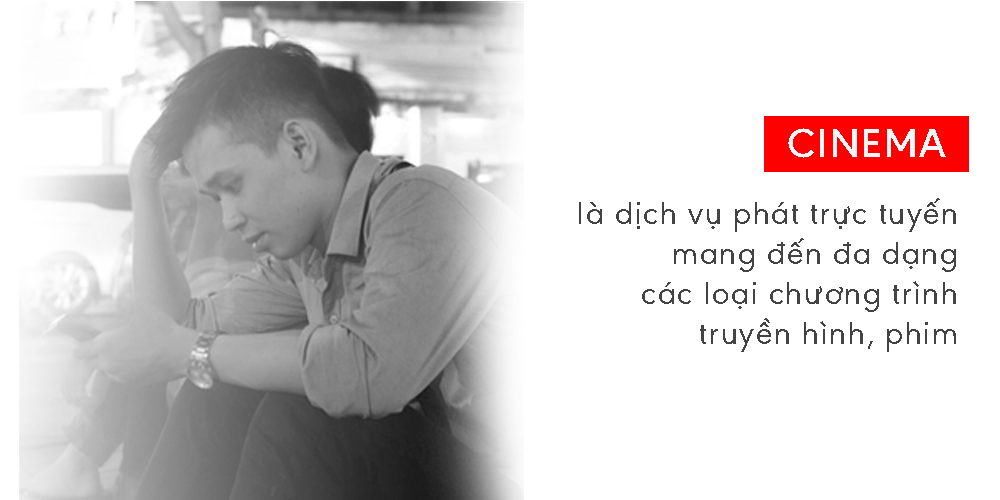 CINEMA
là dịch vụ phát trực tuyến
mang đến đa dạng
các loại chương trình
truyền hình, phim